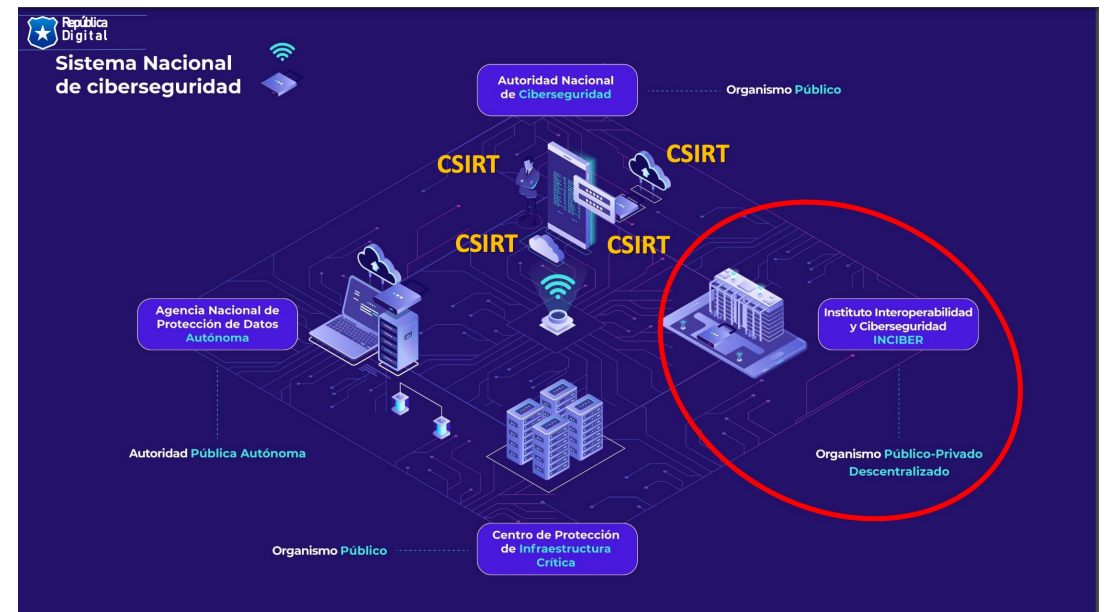 República
Digital
Sistema Nacional
de ciberseguridad
Autoridad Nacional
de Ciberseguridad
Organismo Público
CSIRT
CSIRT
CSIRT
CSIRT
Agencia Nacional de
Protección de Datos
Autónoma
Instituto Interoperabilidad
y Ciberseguridad
INCIBER
Autoridad Pública Autónoma
Organismo Público-Privado
Descentralizado
Centro de Protección
de Infraestructura
Crítica
Organismo Público